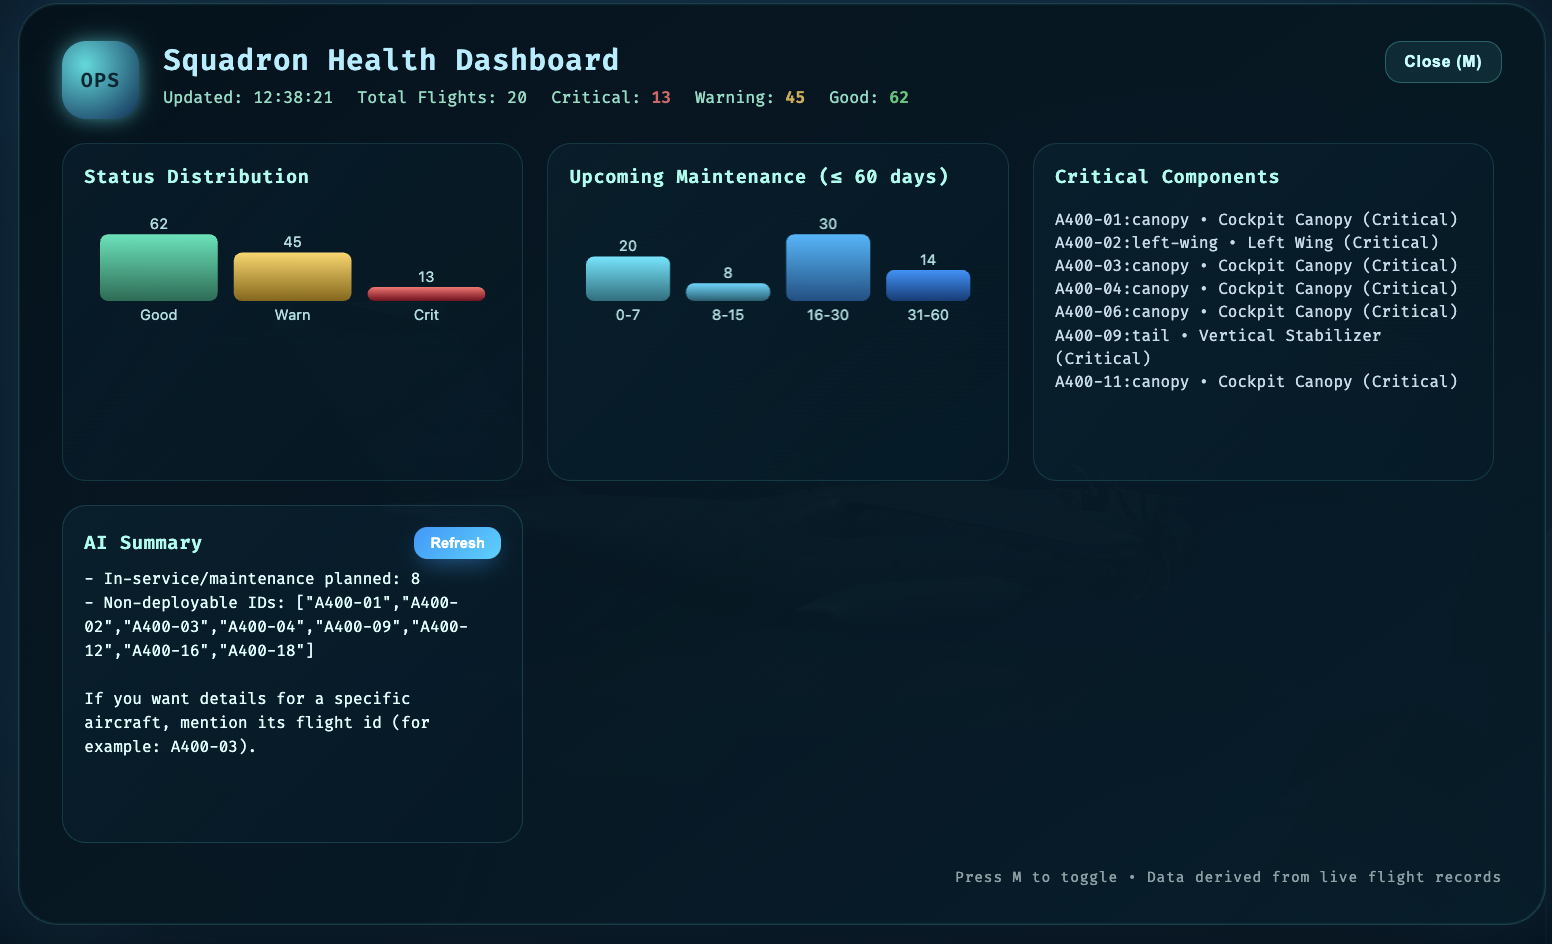 OPS
Squadron Health Dashboard
Updated: 12:38:21 Total Flights: 20 Critical: 13 Warning: 45 Good: 62
Close (M)
Status Distribution
62
45
13
Good
Warn
Crit
Upcoming Maintenance (≤ 60 days)
20
8
30
14
0-7
8-15
16-30
31-60
Critical Components
A400-01:canopy • Cockpit Canopy (Critical)
A400-02:left-wing • Left Wing (Critical)
A400-03:canopy • Cockpit Canopy (Critical)
A400-04:canopy • Cockpit Canopy (Critical)
A400-06:canopy • Cockpit Canopy (Critical)
A400-09:tail • Vertical Stabilizer
(Critical)
A400-11:canopy • Cockpit Canopy (Critical)
AI Summary
Refresh
- In-service/maintenance planned: 8
- Non-deployable IDs: ["A400-01","A400-
02","A400-03","A400-04","A400-09","A400-
12","A400-16","A400-18"]
If you want details for a specific
aircraft, mention its flight id (for
example: A400-03).
Press M to toggle • Data derived from live flight records